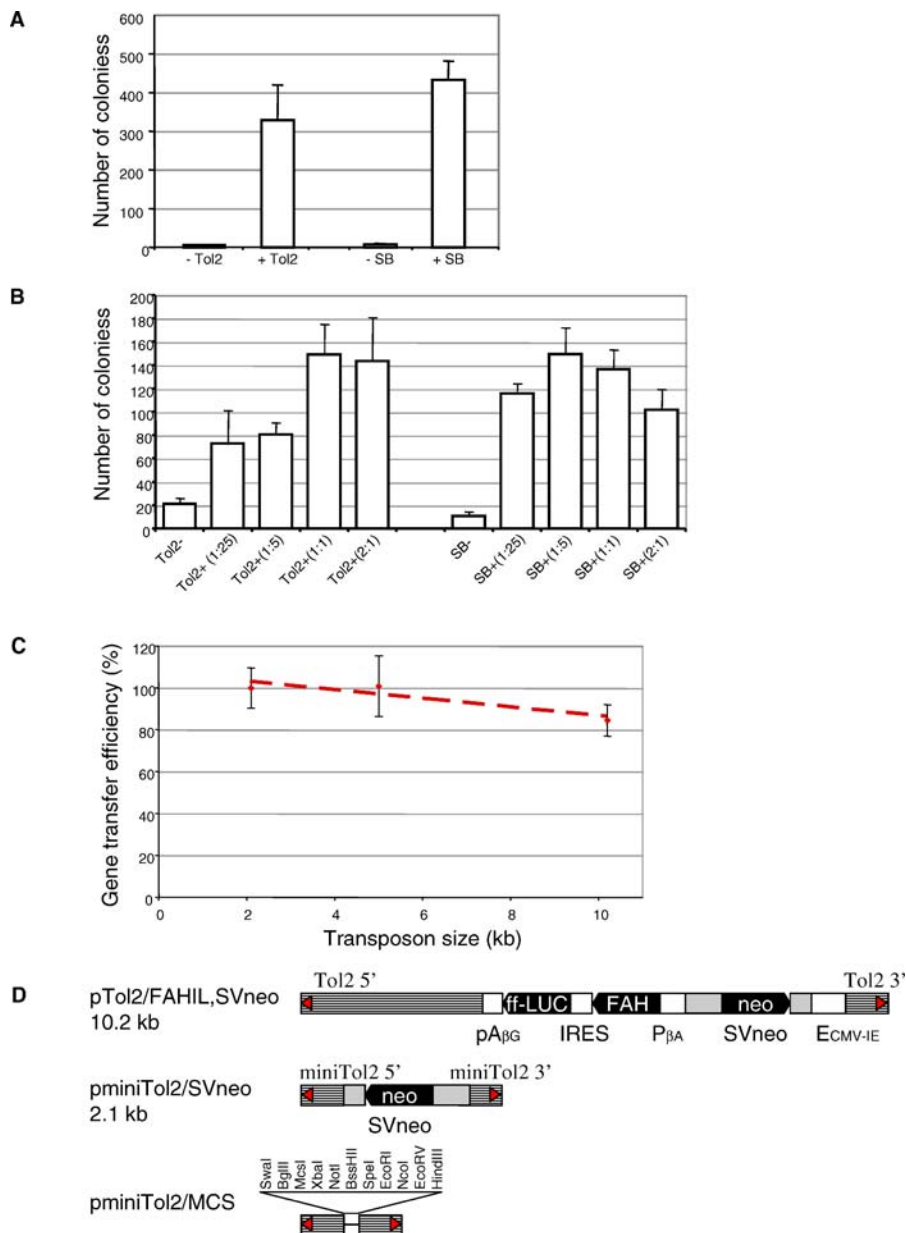 A
Number of coloniess
600
500
400
300
200
100
0
- Tol2
+ Tol2
- SB
+ SB
B
Number of coloniess
200
180
160
140
120
100
80
60
40
20
0
Tol2-
Tol2+ (1:25)
Tol2+(1:5)
Tol2+(1:1)
Tol2+(2:1)
SB-
SB+(1:25)
SB+(1:5)
SB+(1:1)
SB+(2:1)
C
Gene transfer efficiency (%)
120
100
80
60
40
20
0
0
2
4
6
8
10
Transposon size (kb)
D
pTol2/FAHIL,SVneo
10.2 kb
Tol2 5’
Tol2 3’
ff-LUC
FAH
neo
pAβG
IRES
PβA
SVneo
ECMV-IE
pminiTol2/SVneo
2.1 kb
miniTol2 5’
miniTol2 3’
neo
SVneo
pminiTol2/MCS
SwaI
BglII
McsI
XbaI
NotI
BssHII
SpeI
EcoRI
NcoI
EcoRV
HindIII